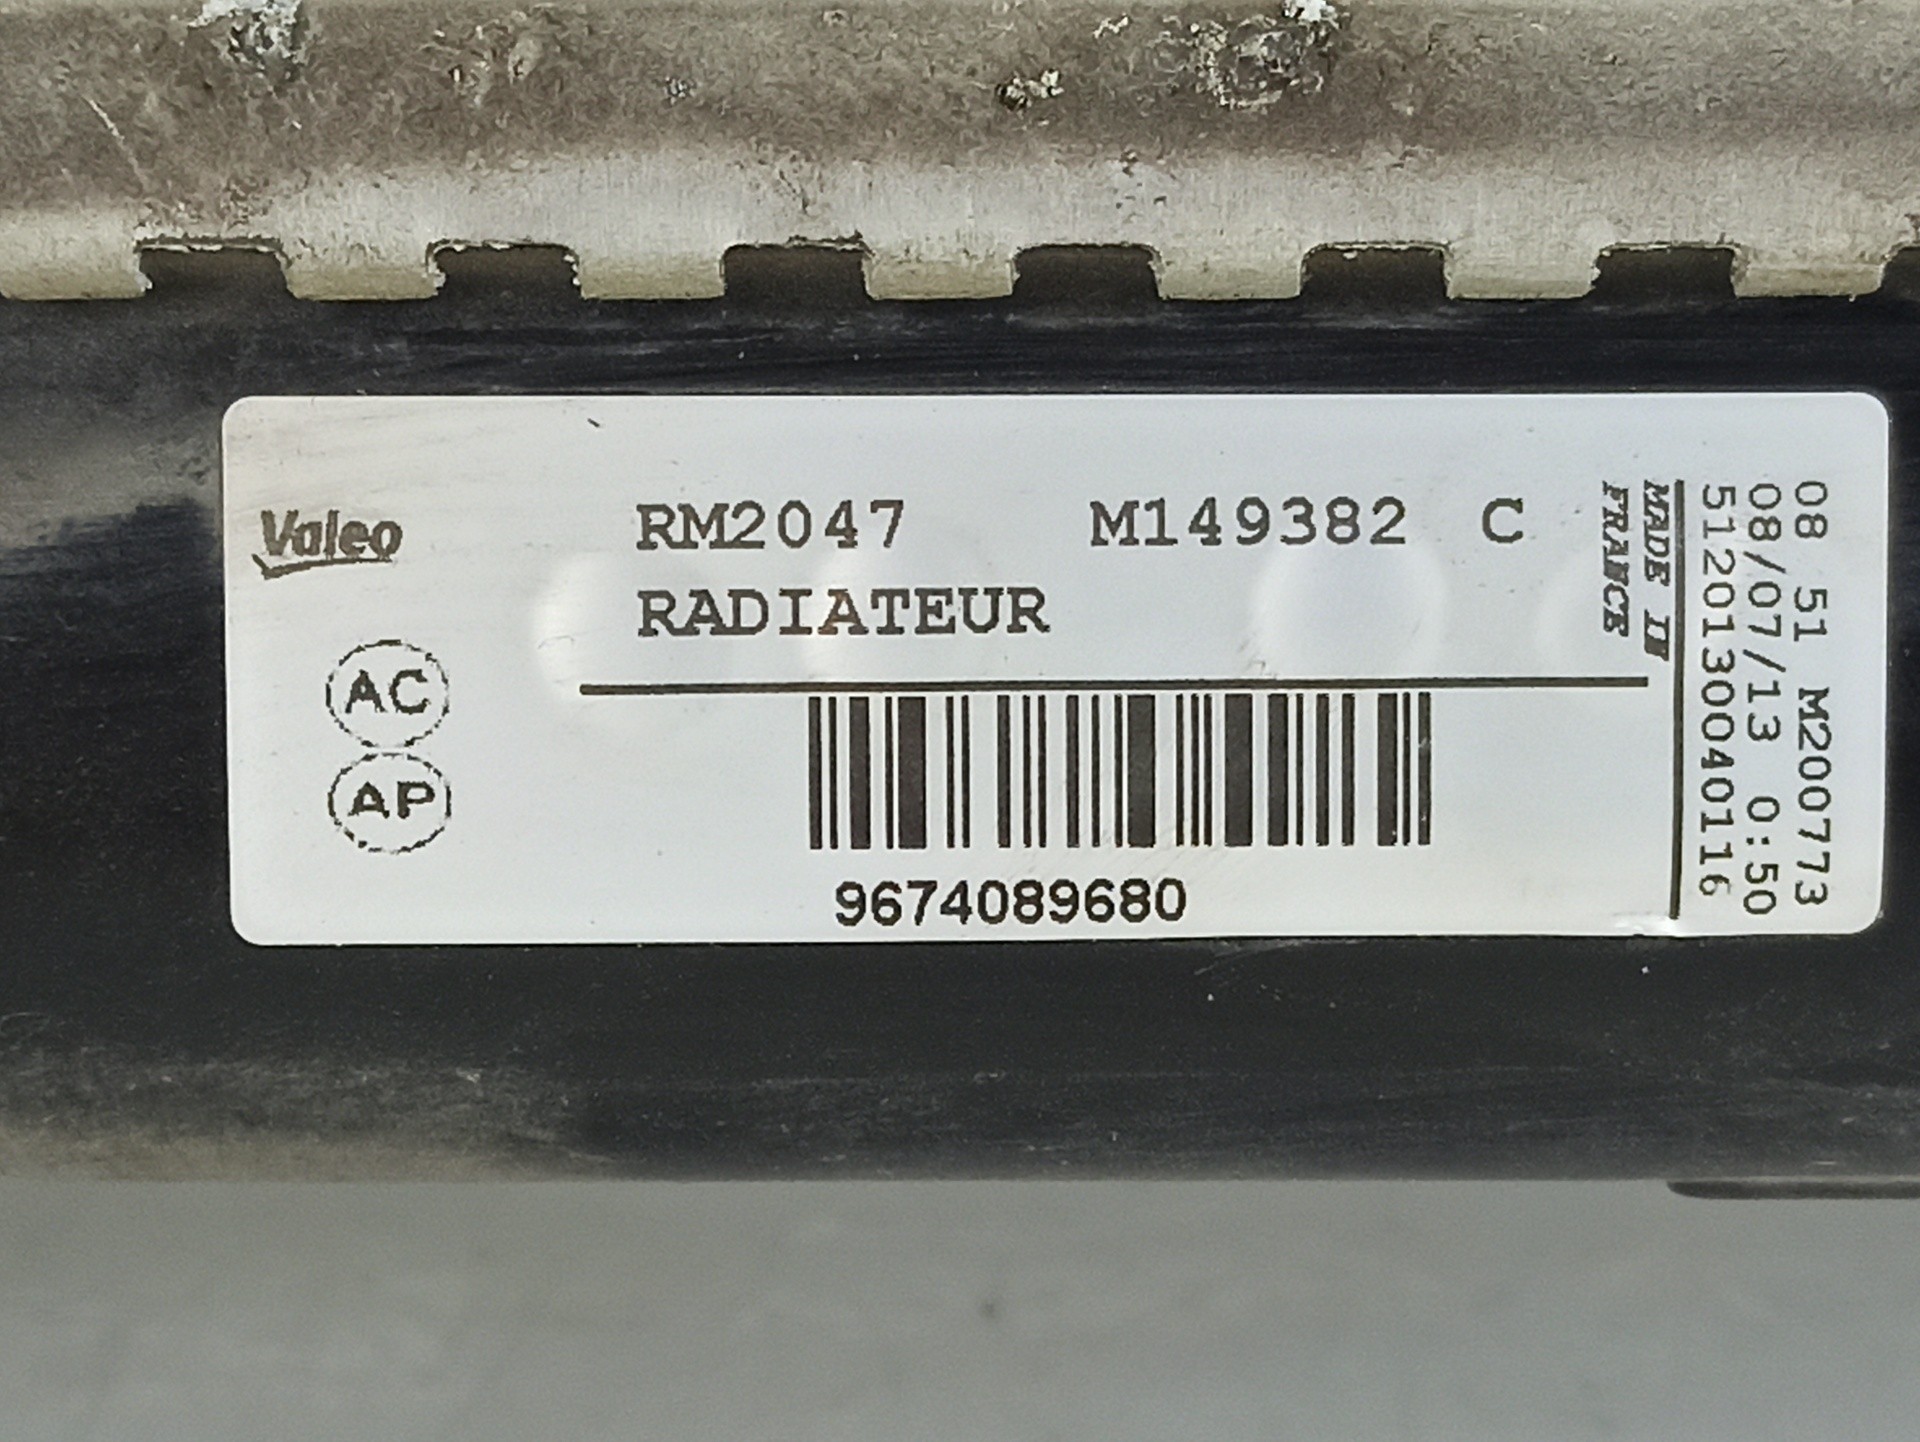 Valeo
RM2047 M149382 C
RADIATEUR
AC
AP
9674089680
MADE IN
FRANCE
08 51 M200773
08/07/13 0:50
5120130040116